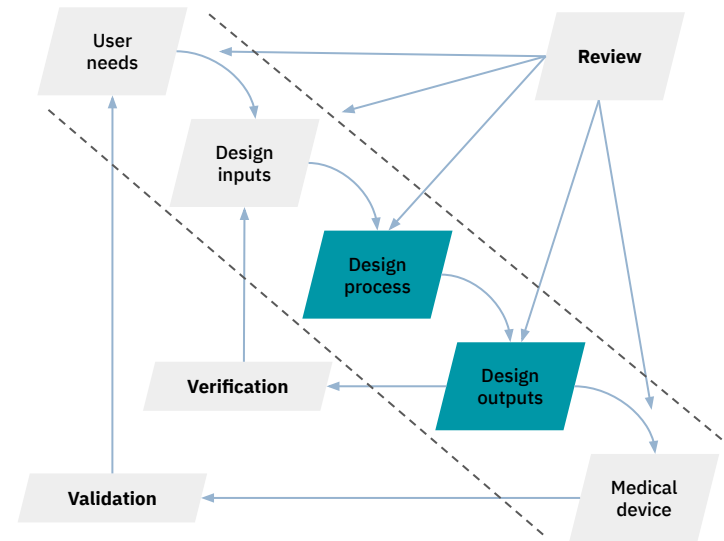 User
needs
Review
Design
inputs
Design
process
Design
outputs
Verification
Validation
Medical
device